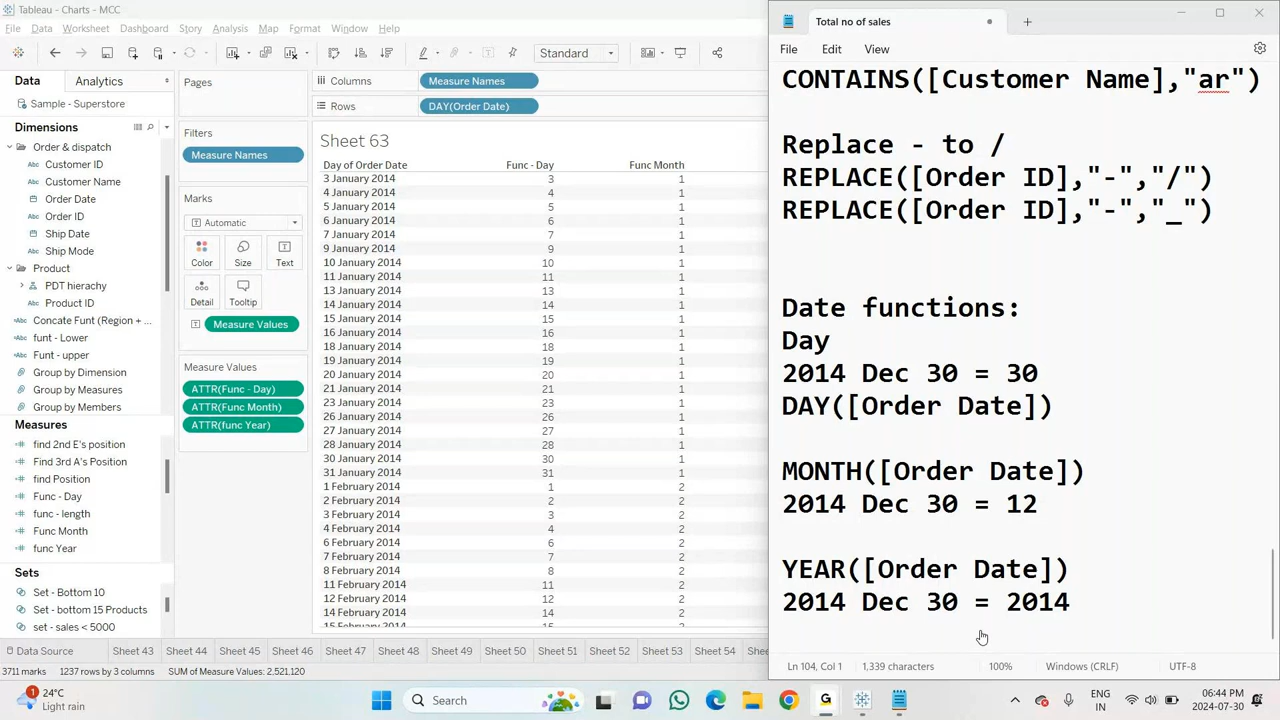 Tableau - Charts - MCC
File Data Worksheet Dashboard Story Analysis Map Format Window Help
Standard
Data Analytics
Sample - Superstore
Dimensions
Order & dispatch
Customer ID
Customer Name
Order Date
Order ID
Ship Date
Ship Mode
Product
PDT hierachy
Product ID
Concate Funt (Region + ...
funt - Lower
Funt - upper
Group by Dimension
Group by Measures
Group by Members
Measures
find 2nd E's position
Find 3rd A's Position
find Position
Func - Day
func - length
Func Month
func Year
Sets
Set - Bottom 10
Set - bottom 15 Products
set - sales < 5000
Pages
Filters
Measure Names
Marks
Automatic
Color Size Text
Detail Tooltip
Measure Values
Measure Values
ATTR(Func - Day)
ATTR(Func Month)
ATTR(func Year)
Columns Measure Names
Rows DAY(Order Date)
Sheet 63
Day of Order Date Func - Day Func Month
3 January 2014 3 1
4 January 2014 4 1
5 January 2014 5 1
6 January 2014 6 1
7 January 2014 7 1
9 January 2014 9 1
10 January 2014 10 1
11 January 2014 11 1
13 January 2014 13 1
14 January 2014 14 1
15 January 2014 15 1
16 January 2014 16 1
18 January 2014 18 1
19 January 2014 19 1
20 January 2014 20 1
21 January 2014 21 1
23 January 2014 23 1
26 January 2014 26 1
27 January 2014 27 1
28 January 2014 28 1
30 January 2014 30 1
31 January 2014 31 1
1 February 2014 1 2
2 February 2014 2 2
3 February 2014 3 2
4 February 2014 4 2
6 February 2014 6 2
7 February 2014 7 2
8 February 2014 8 2
11 February 2014 11 2
12 February 2014 12 2
14 February 2014 14 2
15 February 2014 15 2
Data Source Sheet 43 Sheet 44 Sheet 45 Sheet 46 Sheet 49 Sheet 50 Sheet 51 Sheet 52 Sheet 53 Sheet 54
3711 marks 1237 rows by 3 columns SUM of Measure Values: 2,521,120
Total no of sales
File Edit View
CONTAINS([Customer Name],"ar")
Replace - to /
REPLACE([Order ID],"-","/")
REPLACE([Order ID],"-","_")
Date functions:
Day
2014 Dec 30 = 30
DAY([Order Date])
MONTH([Order Date])
2014 Dec 30 = 12
YEAR([Order Date])
2014 Dec 30 = 2014
Ln 104, Col 1 1,339 characters 100% Windows (CRLF) UTF-8
1
24°C
Light rain
Search
ENG
IN
06:44 PM
2024-07-30